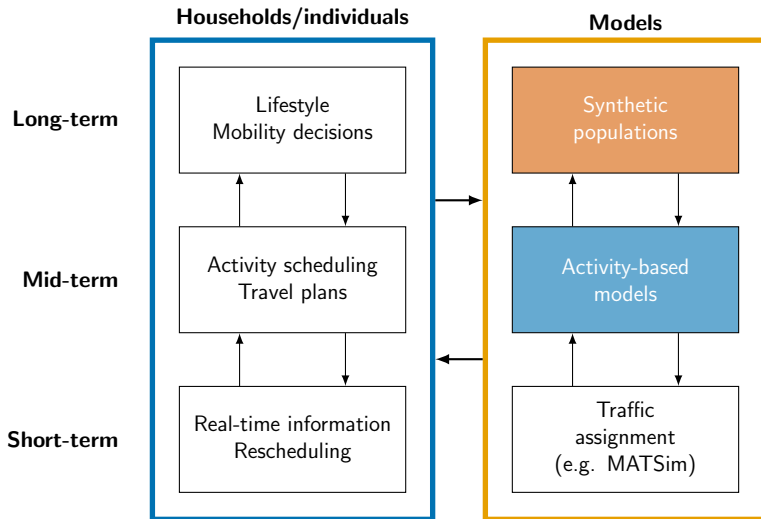 Households/individuals
Models
Long-term
Lifestyle
Mobility decisions
Synthetic
populations
Mid-term
Activity scheduling
Travel plans
Activity-based
models
Short-term
Real-time information
Rescheduling
Traffic
assignment
(e.g. MATSim)